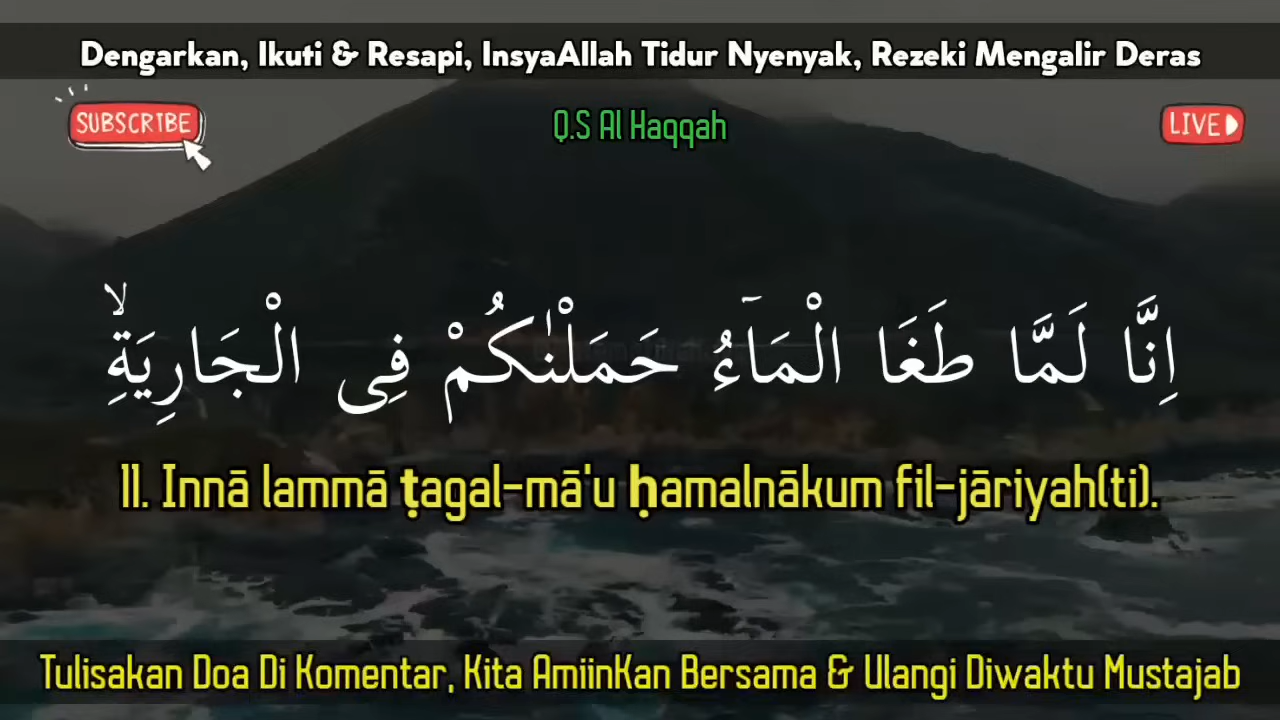 Dengarkan, Ikuti & Resapi, InsyaAllah Tidur Nyenyak, Rezeki Mengalir Deras
SUBSCRIBE
Q.S Al Haqqah
LIVE
اِنَّا لَمَّا طَغَا الْمَاۤءُ حَمَلْنٰكُمْ فِى الْجَارِيَةِۙ
11. Innā lammā ṭagal-mā'u ḥamalnākum fil-jāriyah(ti).
Tulisakan Doa Di Komentar, Kita AmiinKan Bersama & Ulangi Diwaktu Mustajab